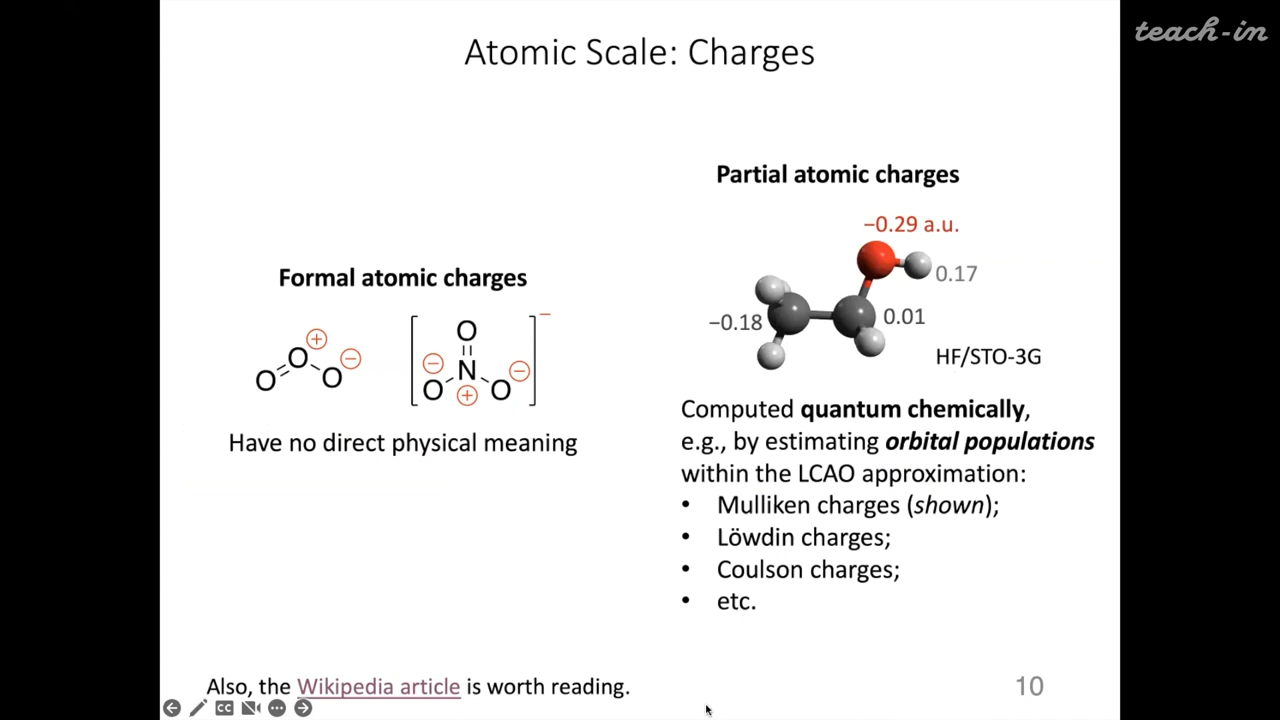 teach-in
Atomic Scale: Charges
Formal atomic charges
O O + O −
[ O − O N + O − ] −
Have no direct physical meaning
Partial atomic charges
−0.29 a.u.
0.17
−0.18
0.01
HF/STO-3G
Computed quantum chemically,
e.g., by estimating orbital populations
within the LCAO approximation:
• Mulliken charges (shown);
• Löwdin charges;
• Coulson charges;
• etc.
Also, the Wikipedia article is worth reading.
10
CC